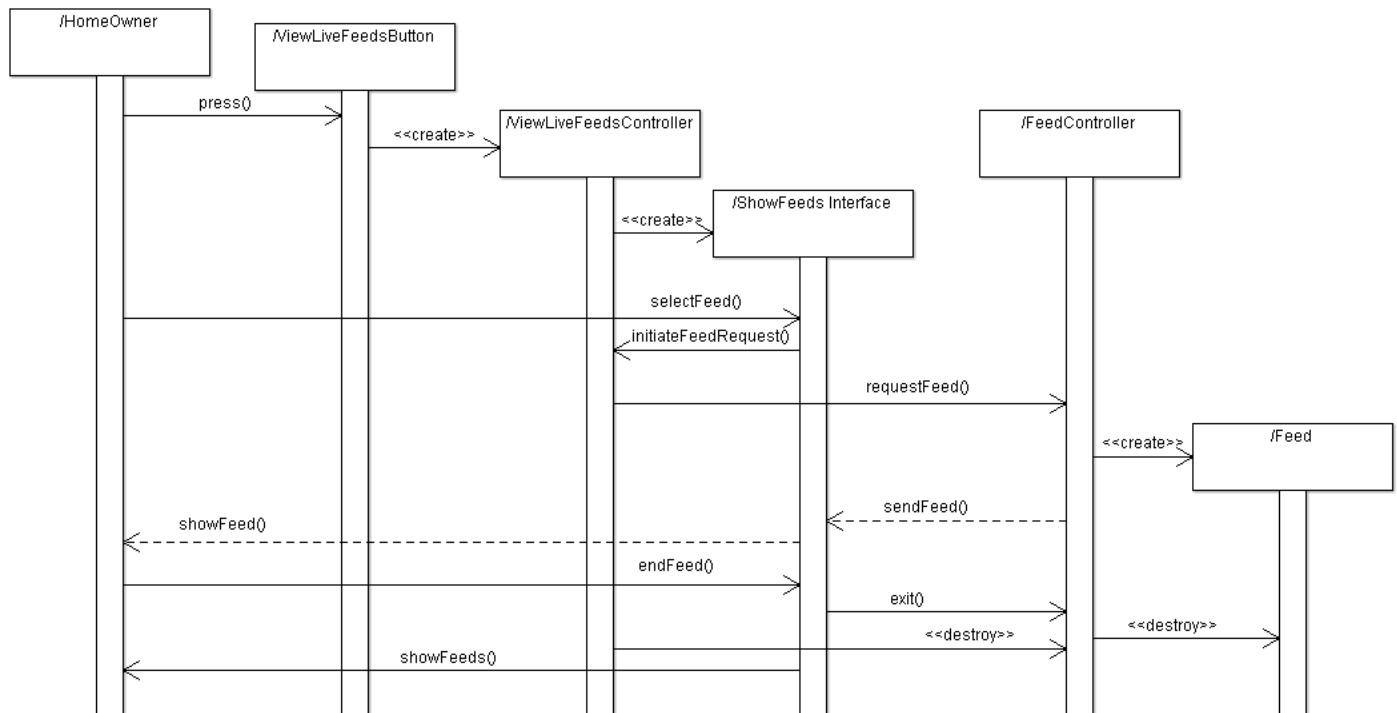 /HomeOwner
/ViewLiveFeedsButton
press()
/ViewLiveFeedsController
/FeedController
<<create>>
/ShowFeeds Interface
<<create>>
selectFeed()
initiateFeedRequest()
requestFeed()
/Feed
<<create>>
sendFeed()
showFeed()
endFeed()
exit()
<<destroy>>
<<destroy>>
showFeeds()